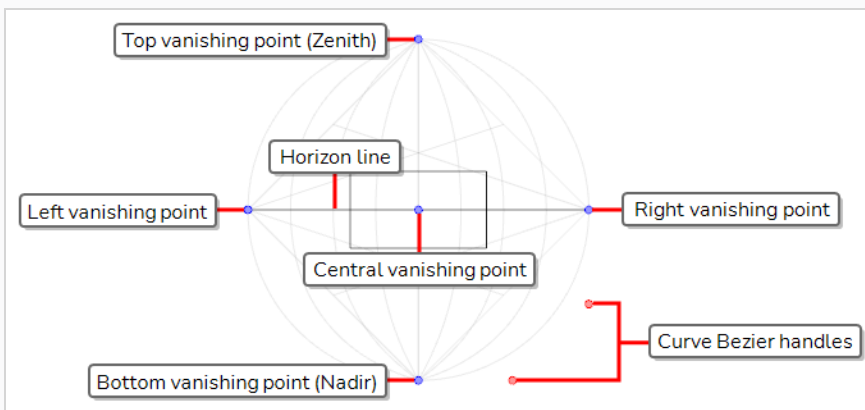 Top vanishing point (Zenith)
Horizon line
Left vanishing point
Right vanishing point
Central vanishing point
Curve Bezier handles
Bottom vanishing point (Nadir)